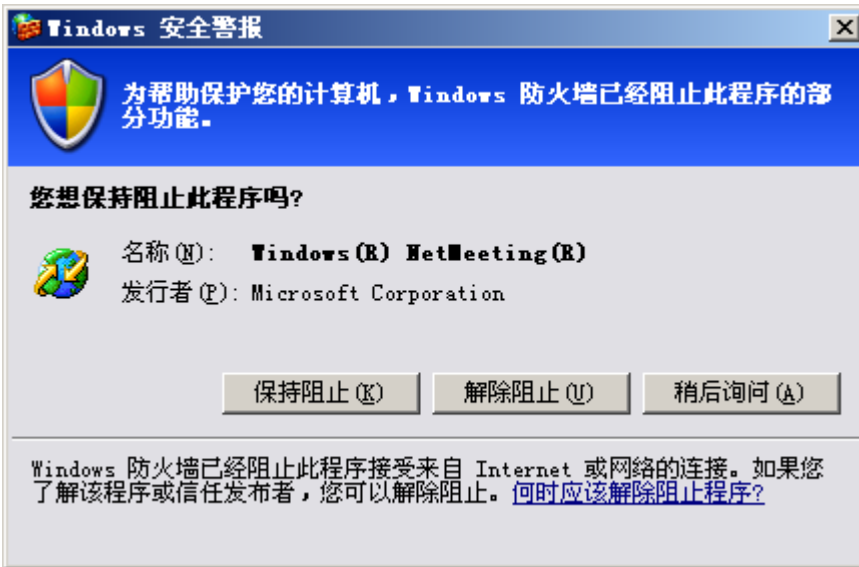 Windows 安全警报
为帮助保护您的计算机，Windows 防火墙已经阻止此程序的部
分功能。
您想保持阻止此程序吗?
名称(N): Windows(R) NetMeeting(R)
发行者(P): Microsoft Corporation
保持阻止(K) 解除阻止(U) 稍后询问(A)
Windows 防火墙已经阻止此程序接受来自 Internet 或网络的连接。如果您
了解该程序或信任发布者，您可以解除阻止。何时应该解除阻止程序?